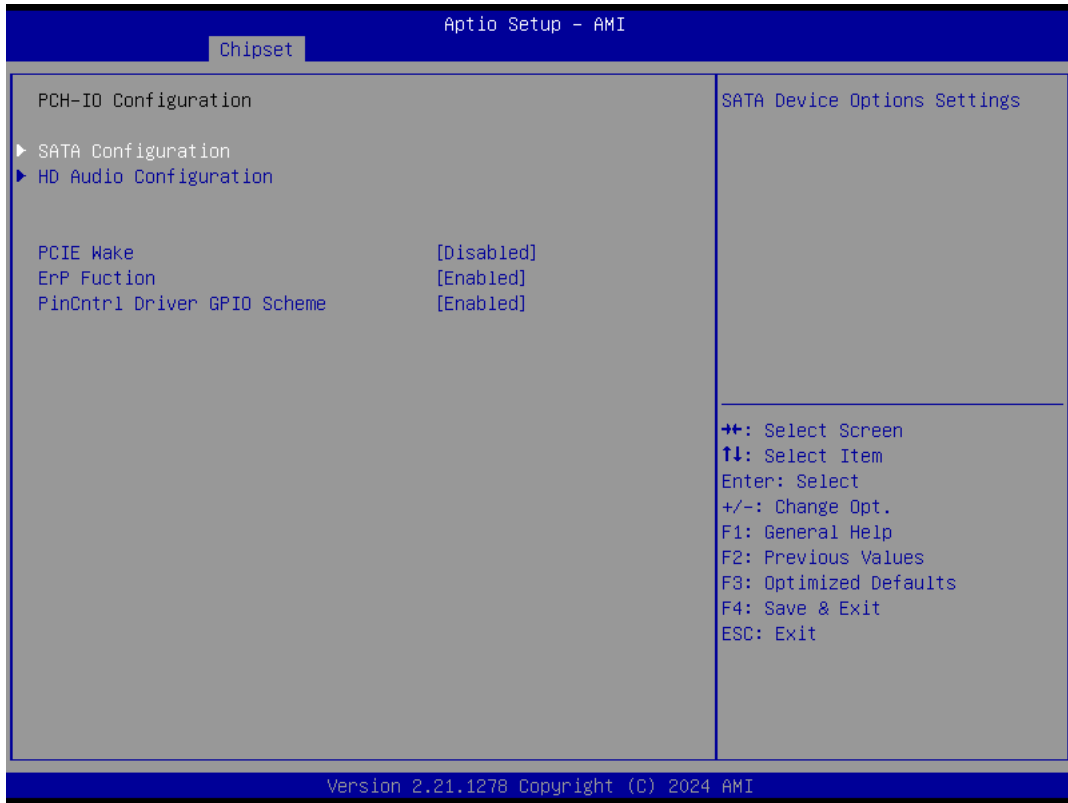 Aptio Setup – AMI
Chipset
PCH-IO Configuration
SATA Configuration
HD Audio Configuration
PCIE Wake [Disabled]
ErP Fuction [Enabled]
PinCntrl Driver GPIO Scheme [Enabled]
SATA Device Options Settings
→←: Select Screen
↑↓: Select Item
Enter: Select
+/-: Change Opt.
F1: General Help
F2: Previous Values
F3: Optimized Defaults
F4: Save & Exit
ESC: Exit
Version 2.21.1278 Copyright (C) 2024 AMI